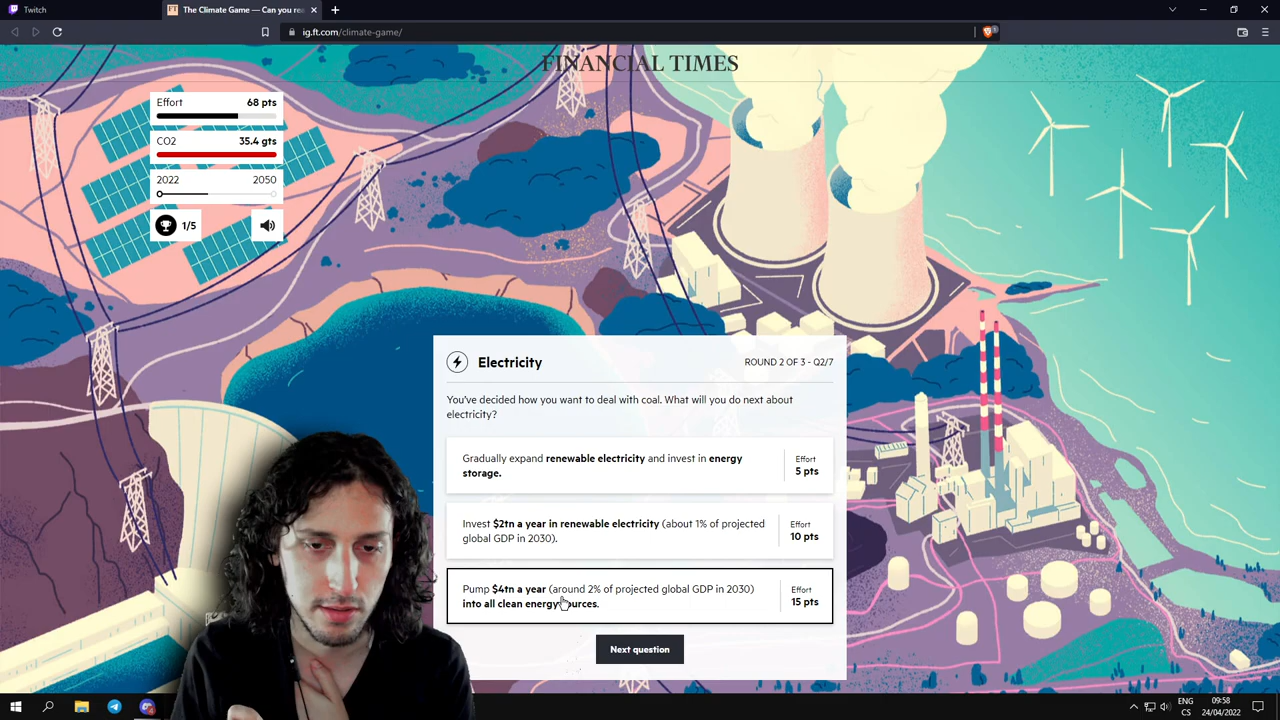 Twitch
FT
The Climate Game — Can you re
ig.ft.com/climate-game/
FINANCIAL TIMES
Effort 68 pts
CO2 35.4 gts
2022 2050
1/5
Electricity ROUND 2 OF 3 - Q2/7
You've decided how you want to deal with coal. What will you do next about
electricity?
Gradually expand renewable electricity and invest in energy
storage.
Effort
5 pts
Invest $2tn a year in renewable electricity (about 1% of projected
global GDP in 2030).
Effort
10 pts
Pump $4tn a year (around 2% of projected global GDP in 2030)
into all clean energy sources.
Effort
15 pts
Next question
ENG
CS
09:58
24/04/2022